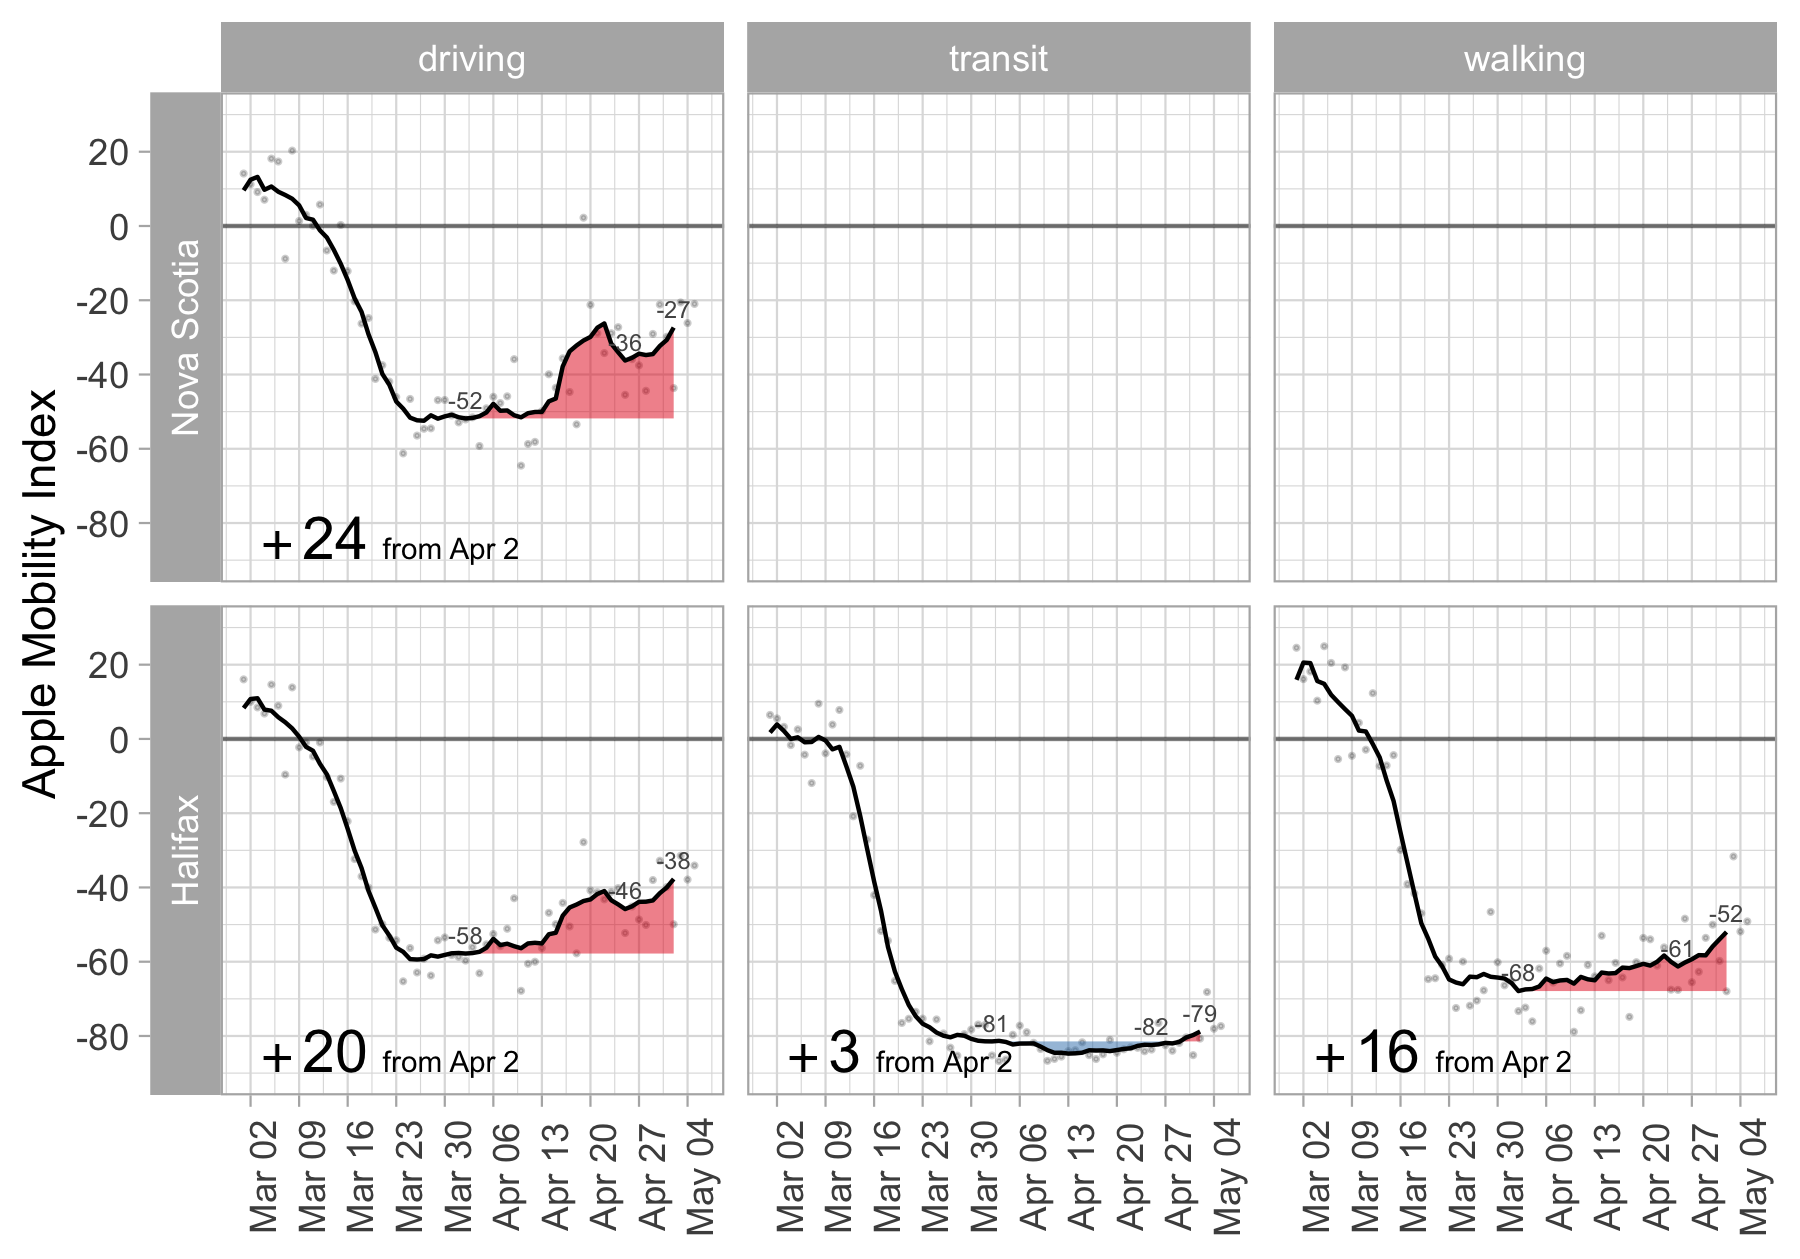 driving
transit
walking
Apple Mobility Index
Nova Scotia
20
0
-20
-40
-60
-80
-52
-36
-27
+24 from Apr 2
Halifax
20
0
-20
-40
-60
-80
-58
-46
-38
+20 from Apr 2
-81
-82
-79
+3 from Apr 2
-68
-61
-52
+16 from Apr 2
Mar 02
Mar 09
Mar 16
Mar 23
Mar 30
Apr 06
Apr 13
Apr 20
Apr 27
May 04
Mar 02
Mar 09
Mar 16
Mar 23
Mar 30
Apr 06
Apr 13
Apr 20
Apr 27
May 04
Mar 02
Mar 09
Mar 16
Mar 23
Mar 30
Apr 06
Apr 13
Apr 20
Apr 27
May 04